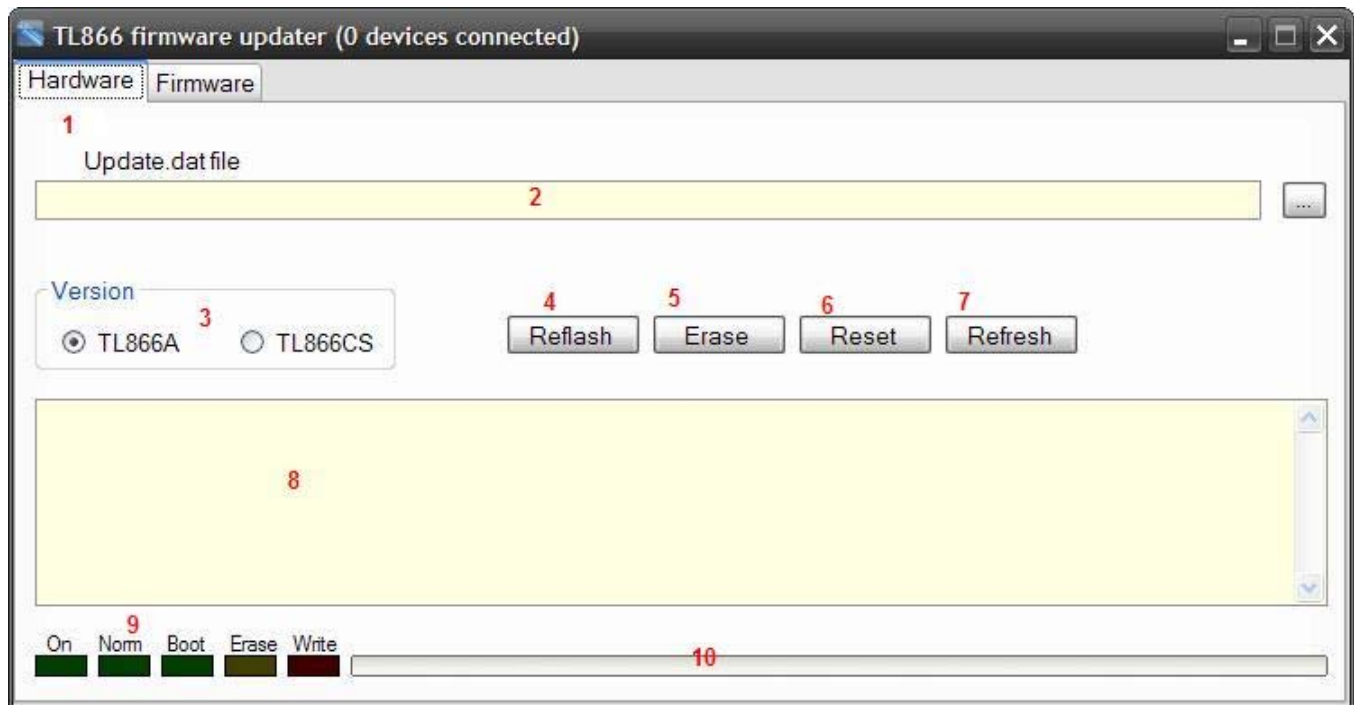 TL866 firmware updater (0 devices connected)
Hardware Firmware
1
Update.dat file
2
...
Version
3
TL866A TL866CS
4 5 6 7
Reflash Erase Reset Refresh
8
9
On Norm Boot Erase Write
10